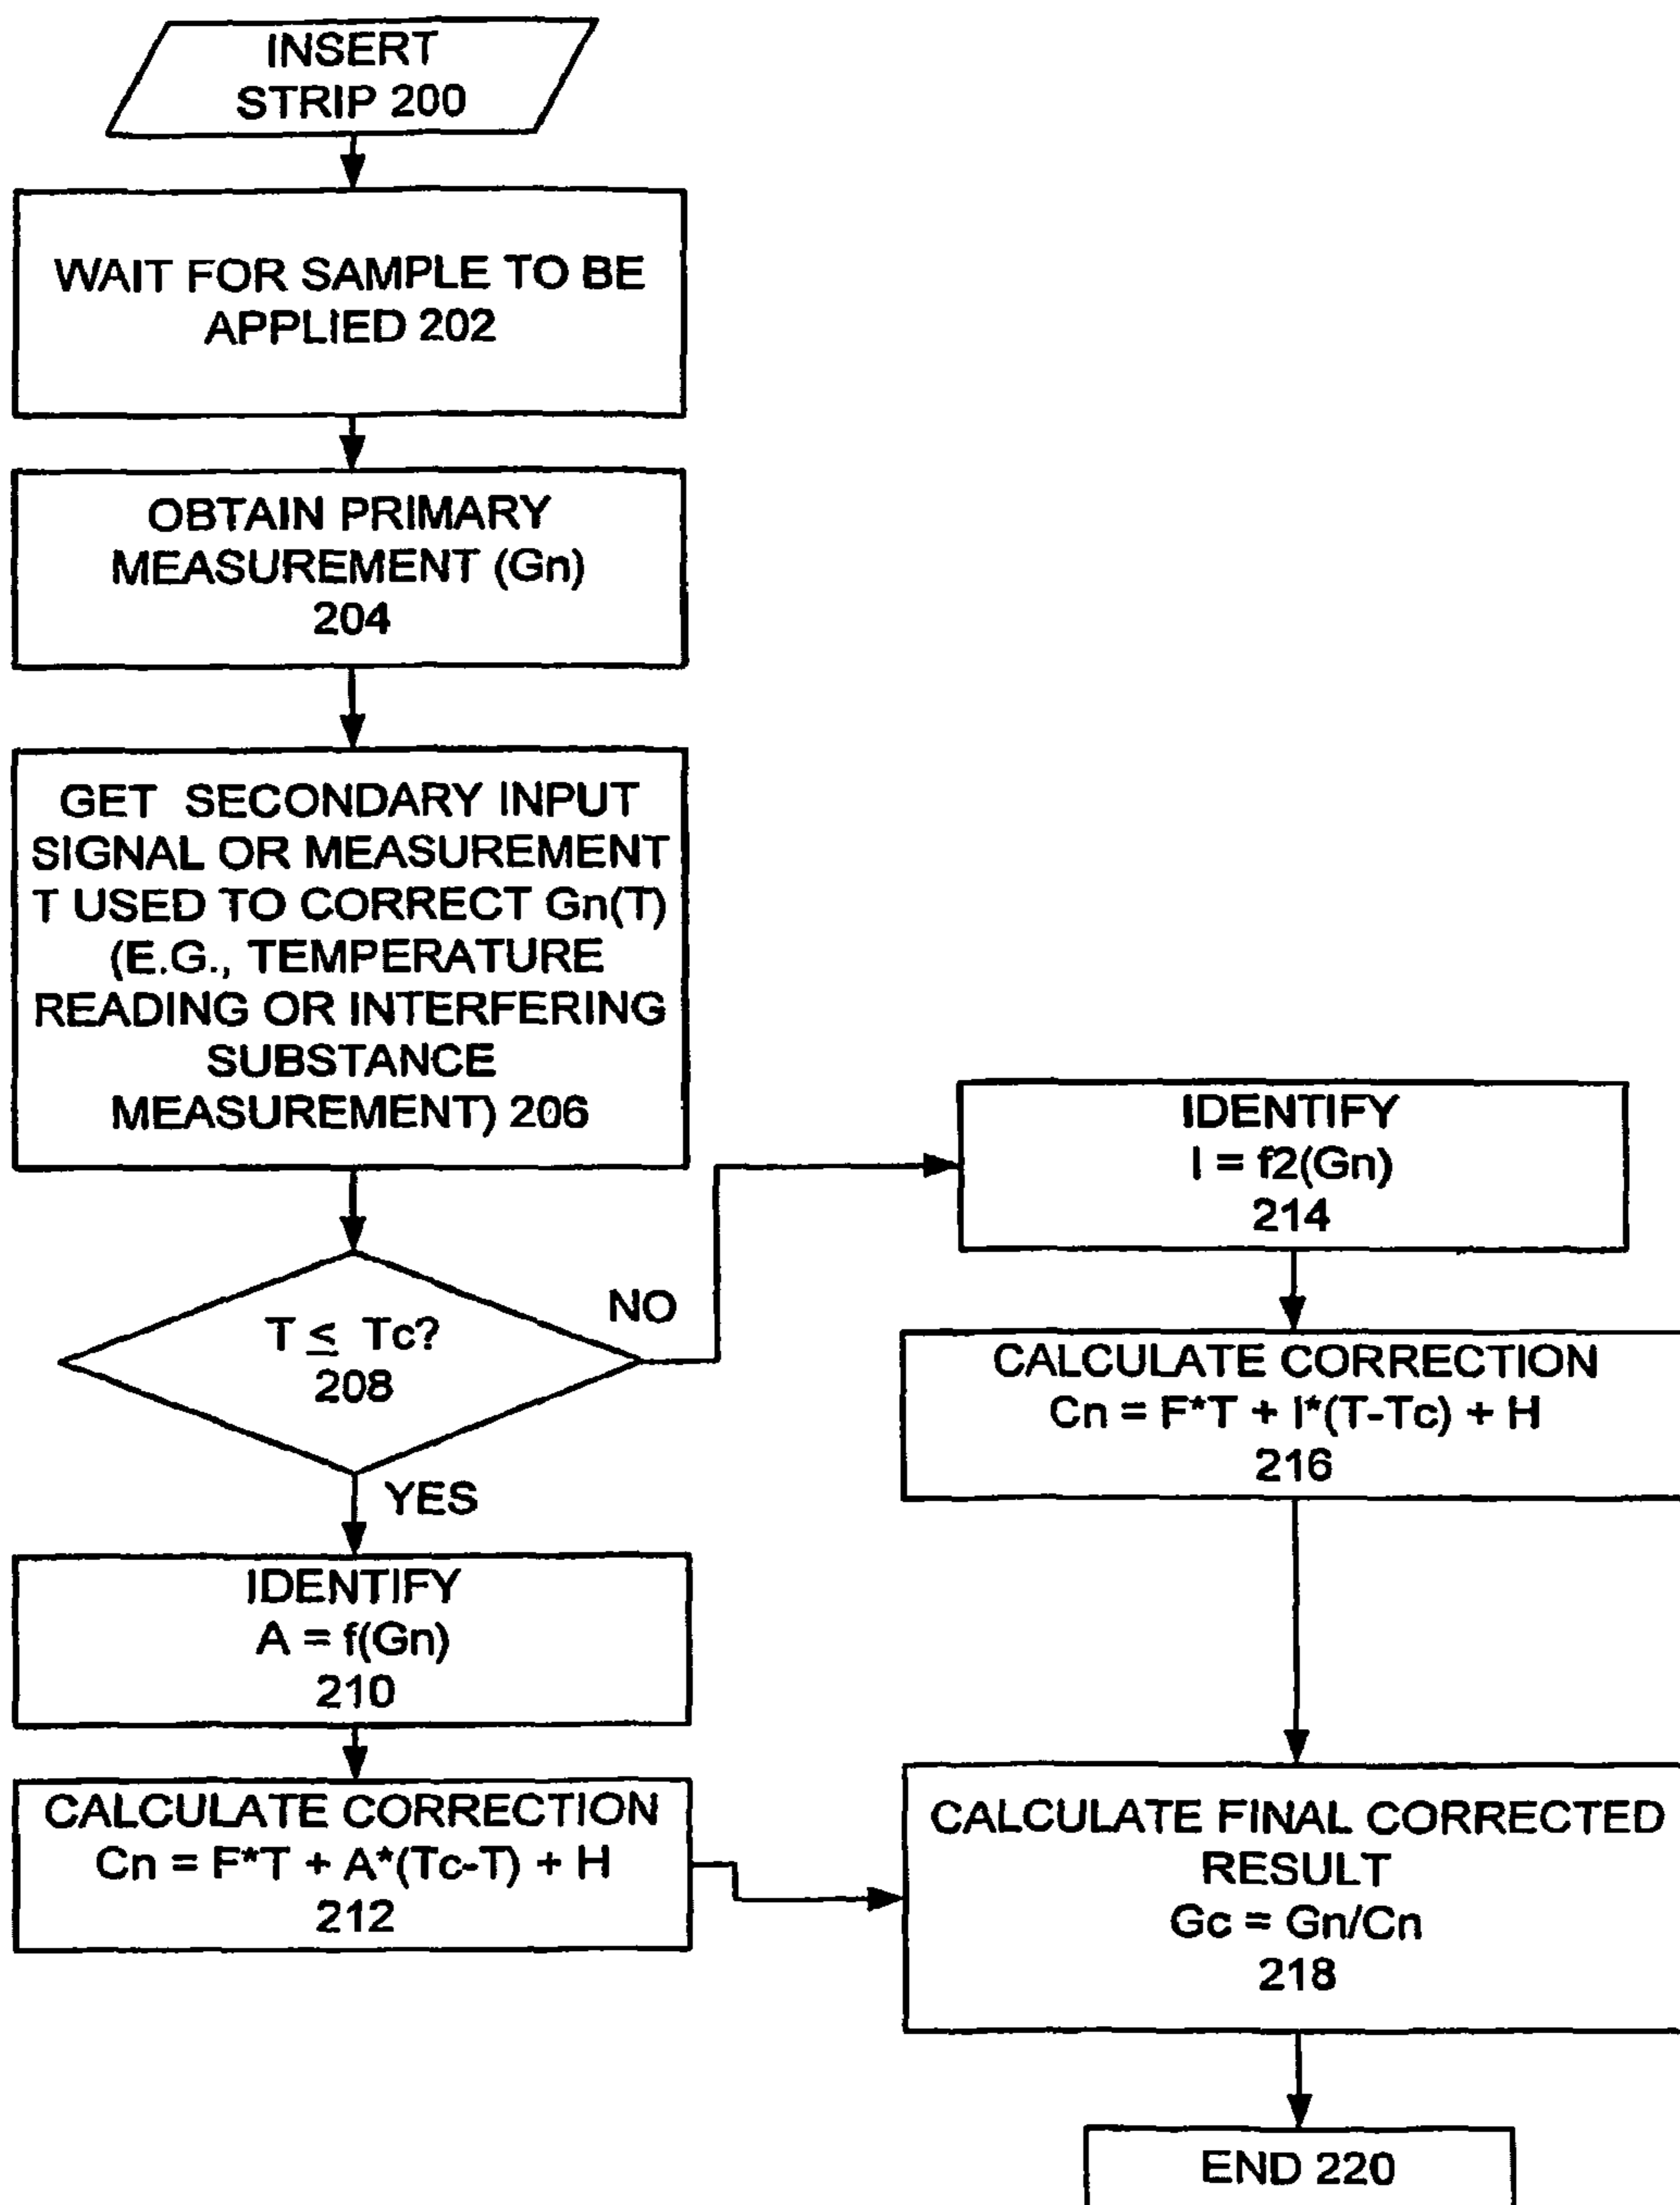 INSERT
STRIP 200
WAIT FOR SAMPLE TO BE
APPLIED 202
OBTAIN PRIMARY
MEASUREMENT (Gn)
204
GET SECONDARY INPUT
SIGNAL OR MEASUREMENT
T USED TO CORRECT Gn(T)
(E.G., TEMPERATURE
READING OR INTERFERING
SUBSTANCE
MEASUREMENT) 206
T ≤ Tc?
208
NO
YES
IDENTIFY
A = f(Gn)
210
CALCULATE CORRECTION
Cn = F*T + A*(Tc-T) + H
212
IDENTIFY
I = f2(Gn)
214
CALCULATE CORRECTION
Cn = F*T + I*(T-Tc) + H
216
CALCULATE FINAL CORRECTED
RESULT
Gc = Gn/Cn
218
END 220